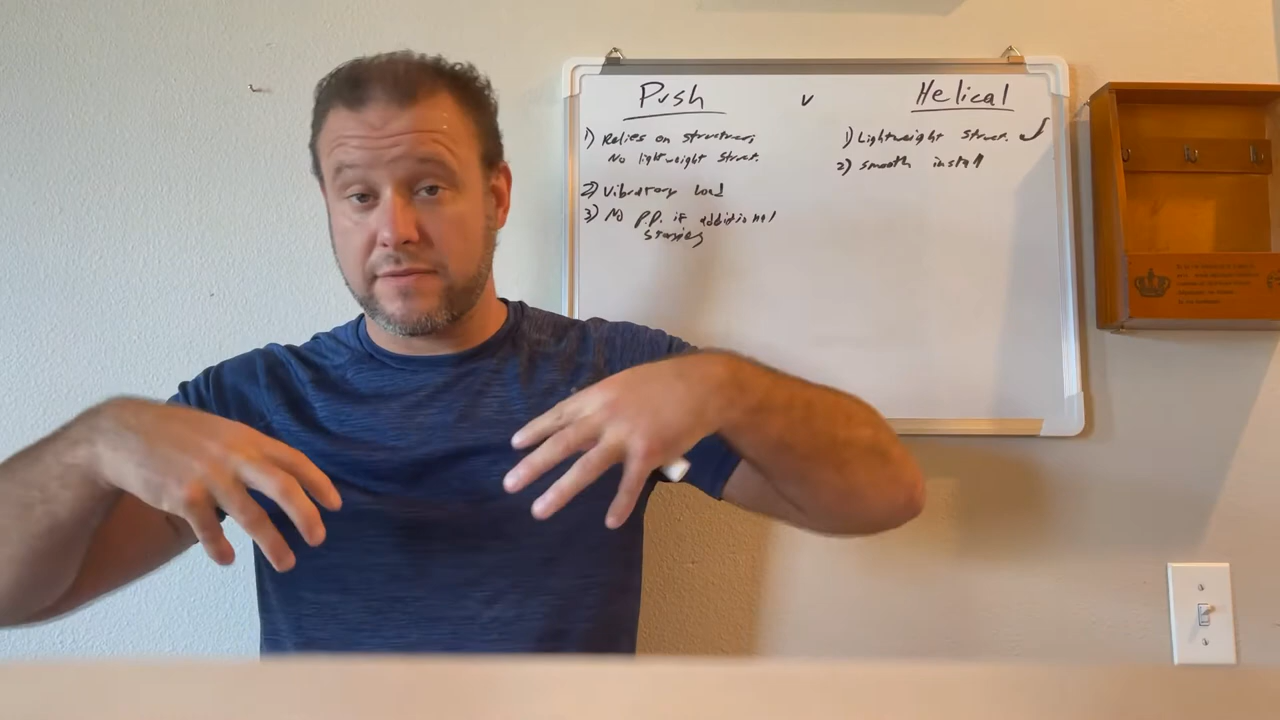 Push v Helical
1) Relies on structure;
No lightweight struct.
2) Vibratory load
3) No P.P. if additional
stories
1) Lightweight struct. ✓
2) Smooth install